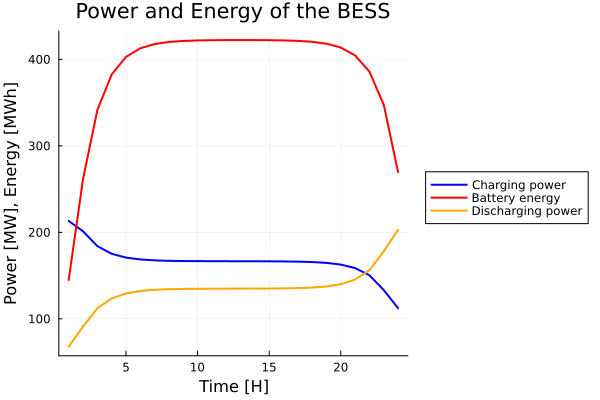 Power and Energy of the BESS
Power [MW], Energy [MWh]
400
300
200
100
5
10
15
20
Time [H]
Charging power
Battery energy
Discharging power